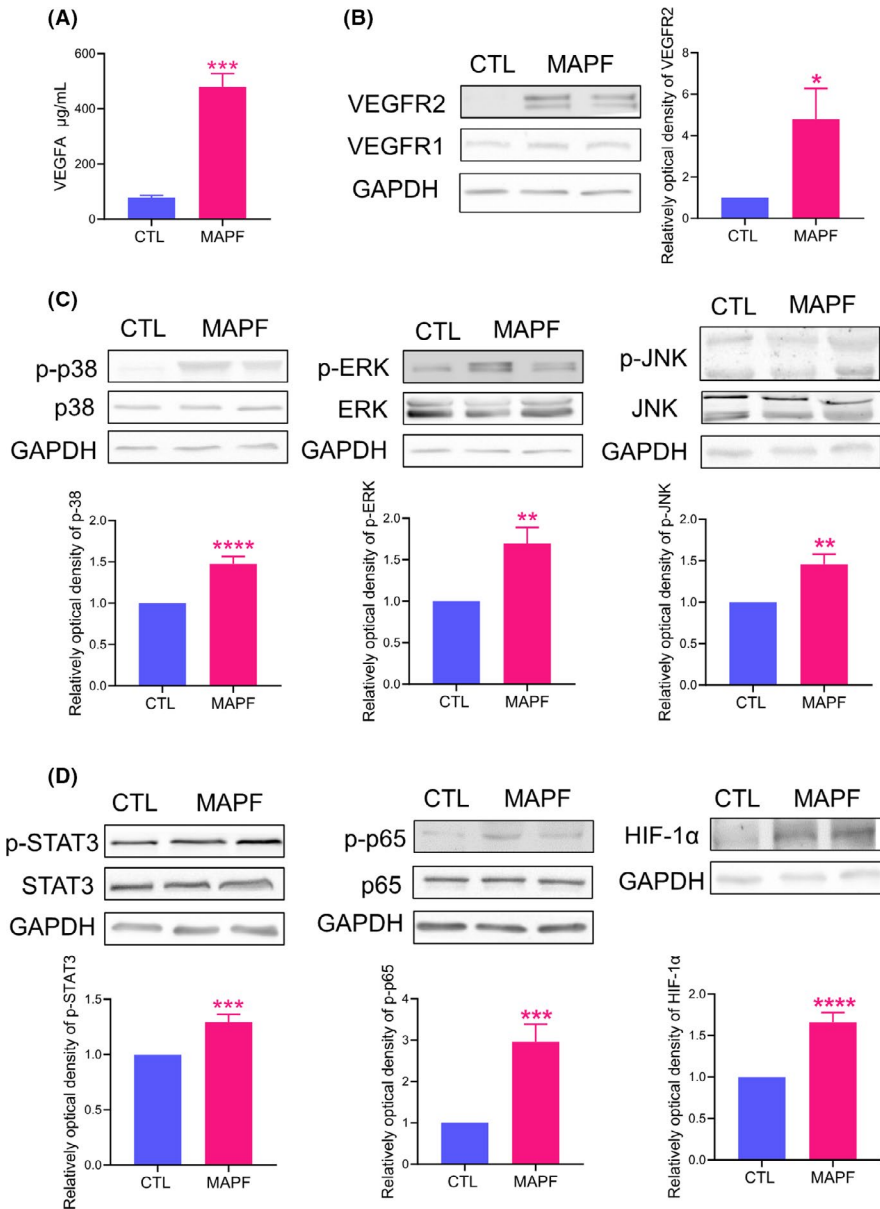 (A)
VEGFA µg/mL
600
400
200
0
***
CTL
MAPF
(B)
CTL MAPF
VEGFR2
VEGFR1
GAPDH
Relatively optical density of VEGFR2
8
6
4
2
0
*
CTL
MAPF
(C)
CTL MAPF
p-p38
p38
GAPDH
Relatively optical density of p-38
2.0
1.5
1.0
0.5
0.0
****
CTL
MAPF
CTL MAPF
p-ERK
ERK
GAPDH
Relatively optical density of p-ERK
2.0
1.5
1.0
0.5
0.0
**
CTL
MAPF
CTL MAPF
p-JNK
JNK
GAPDH
Relatively optical density of p-JNK
2.0
1.5
1.0
0.5
0.0
**
CTL
MAPF
(D)
CTL MAPF
p-STAT3
STAT3
GAPDH
Relatively optical density of p-STAT3
1.5
1.0
0.5
0.0
***
CTL
MAPF
CTL MAPF
p-p65
p65
GAPDH
Relatively optical density of p-p65
4
3
2
1
0
***
CTL
MAPF
CTL MAPF
HIF-1α
GAPDH
Relatively optical density of HIF-1α
2.0
1.5
1.0
0.5
0.0
****
CTL
MAPF